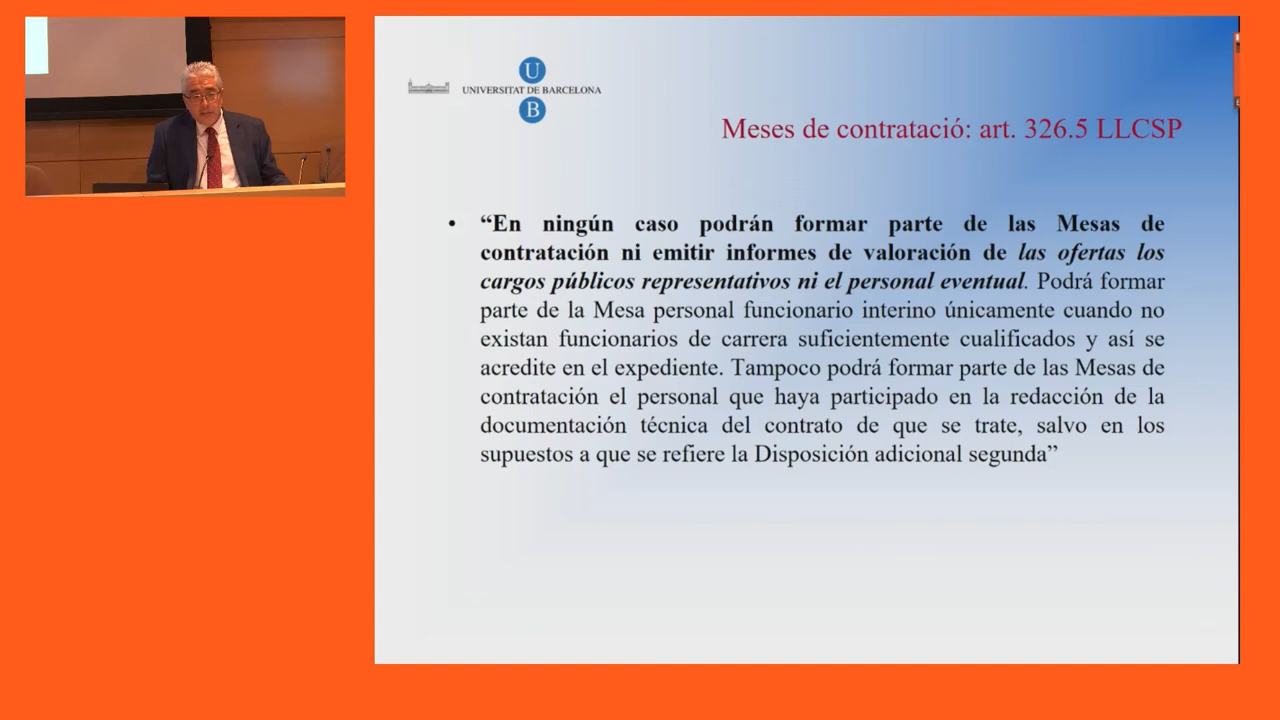 U
UNIVERSITAT DE BARCELONA
B
Meses de contratació: art. 326.5 LLCSP
• “En ningún caso podrán formar parte de las Mesas de
contratación ni emitir informes de valoración de las ofertas los
cargos públicos representativos ni el personal eventual. Podrá formar
parte de la Mesa personal funcionario interino únicamente cuando no
existan funcionarios de carrera suficientemente cualificados y así se
acredite en el expediente. Tampoco podrá formar parte de las Mesas de
contratación el personal que haya participado en la redacción de la
documentación técnica del contrato de que se trate, salvo en los
supuestos a que se refiere la Disposición adicional segunda”